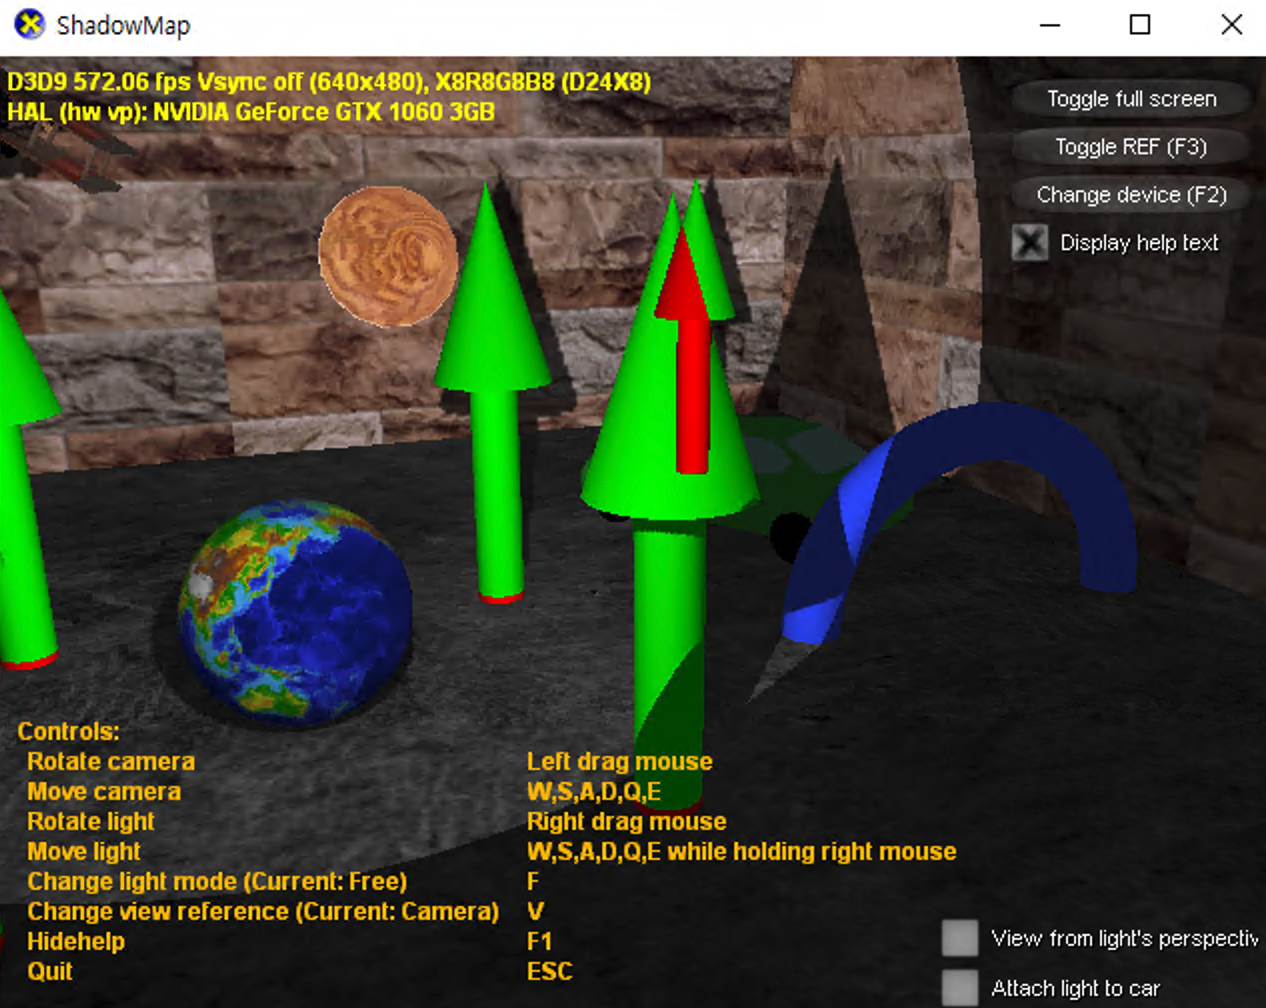 ShadowMap
D3D9 572.06 fps Vsync off (640x480), X8R8G8B8 (D24X8)
HAL (hw vp): NVIDIA GeForce GTX 1060 3GB
Toggle full screen
Toggle REF (F3)
Change device (F2)
Display help text
Controls:
Rotate camera Left drag mouse
Move camera W,S,A,D,Q,E
Rotate light Right drag mouse
Move light W,S,A,D,Q,E while holding right mouse
Change light mode (Current: Free) F
Change view reference (Current: Camera) V
Hidehelp F1
Quit ESC
View from light's perspectiv
Attach light to car